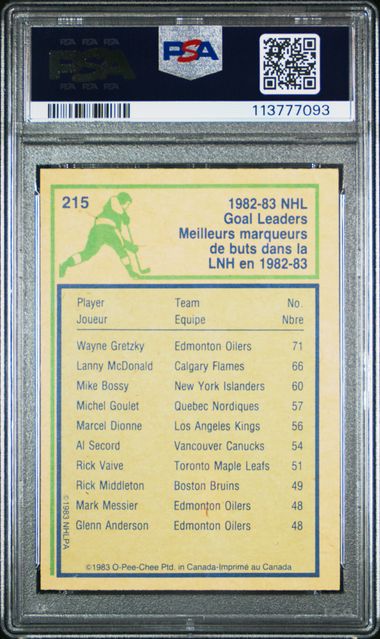 PSA PSA PSA
PSA
PSA
113777093
215
1982-83 NHL
Goal Leaders
Meilleurs marqueurs
de buts dans la
LNH en 1982-83
Player Team No.
Joueur Equipe Nbre
Wayne Gretzky Edmonton Oilers 71
Lanny McDonald Calgary Flames 66
Mike Bossy New York Islanders 60
Michel Goulet Quebec Nordiques 57
Marcel Dionne Los Angeles Kings 56
Al Secord Vancouver Canucks 54
Rick Vaive Toronto Maple Leafs 51
Rick Middleton Boston Bruins 49
Mark Messier Edmonton Oilers 48
Glenn Anderson Edmonton Oilers 48
©1983 NHLPA
©1983 O-Pee-Chee Ptd. in Canada-Imprimé au Canada